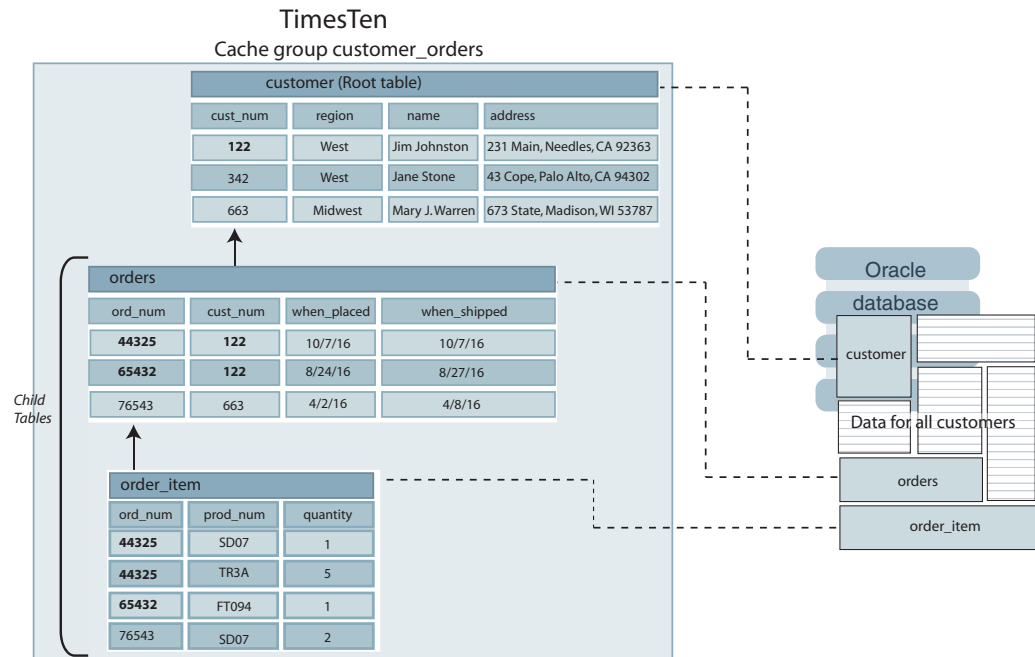 TimesTen
Cache group customer_orders
customer (Root table)
cust_num region name address
122 West Jim Johnston 231 Main, Needles, CA 92363
342 West Jane Stone 43 Cope, Palo Alto, CA 94302
663 Midwest Mary J. Warren 673 State, Madison, WI 53787
orders
ord_num cust_num when_placed when_shipped
44325 122 10/7/16 10/7/16
65432 122 8/24/16 8/27/16
76543 663 4/2/16 4/8/16
Child
Tables
order_item
ord_num prod_num quantity
44325 SD07 1
44325 TR3A 5
65432 FT094 1
76543 SD07 2
Oracle
database
customer
Data for all customers
orders
order_item